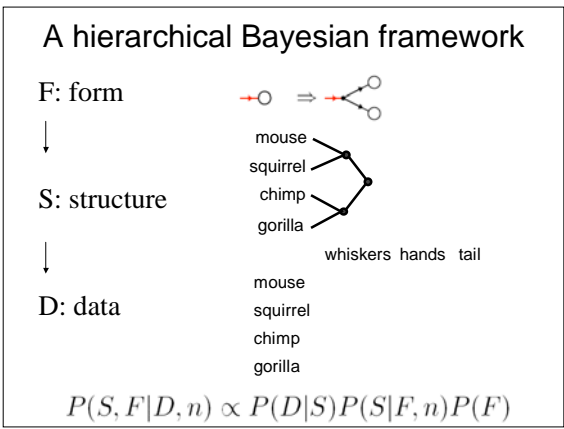 A hierarchical Bayesian framework
F: form
⇒
mouse
squirrel
S: structure
chimp
gorilla
whiskers hands tail
mouse
D: data
squirrel
chimp
gorilla
P(S, F|D, n) ∝ P(D|S)P(S|F, n)P(F)